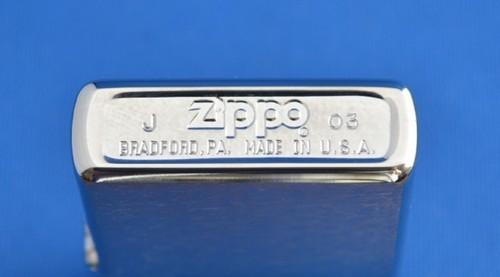 J Zippo ® 03
BRADFORD, PA. MADE IN U.S.A.